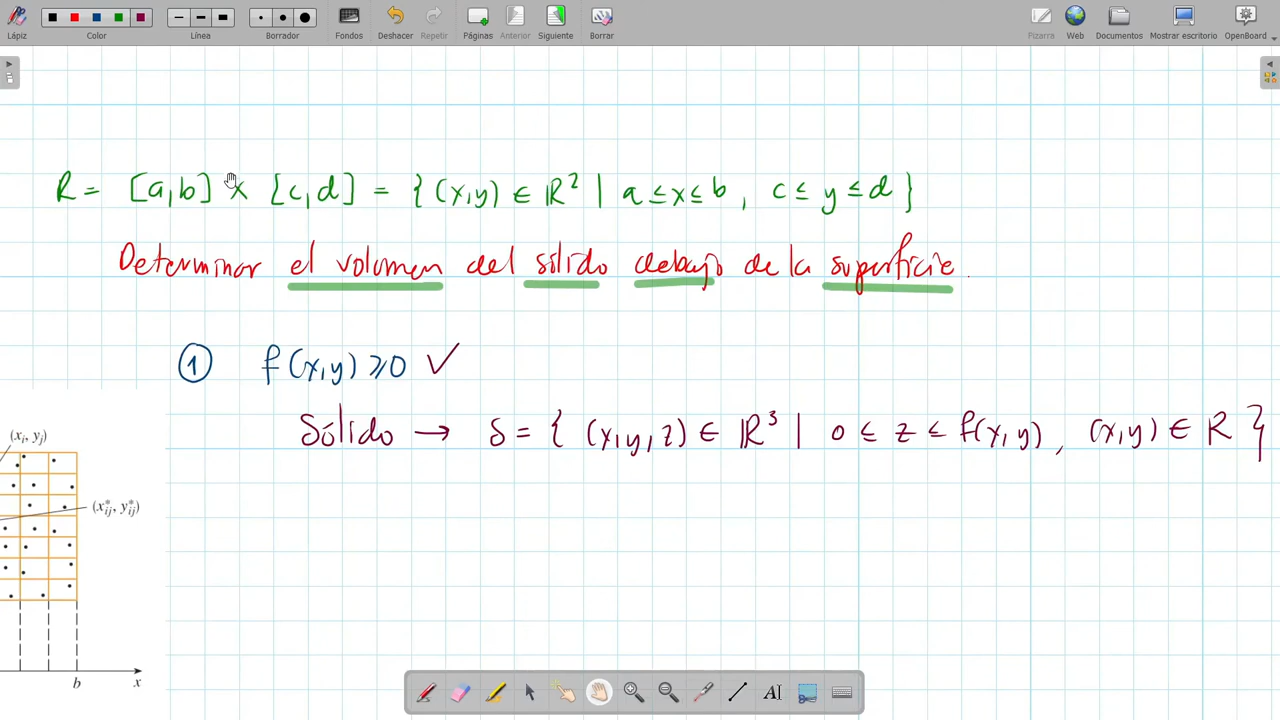 Lápiz Color Línea Borrador Fondos Deshacer Repetir Páginas Anterior Siguiente Borrar Pizarra Web Documentos Mostrar escritorio OpenBoard
R = [a,b] x [c,d] = { (x,y) ∈ ℝ² | a ≤ x ≤ b , c ≤ y ≤ d }
Determinar el volumen del sólido debajo de la superficie.
① f(x,y) ⩾ 0 ✓
Sólido → S = { (x,y,z) ∈ ℝ³ | 0 ≤ z ≤ f(x,y) , (x,y) ∈ R }
(xᵢ, yⱼ)
(x*ᵢⱼ, y*ᵢⱼ)
b x